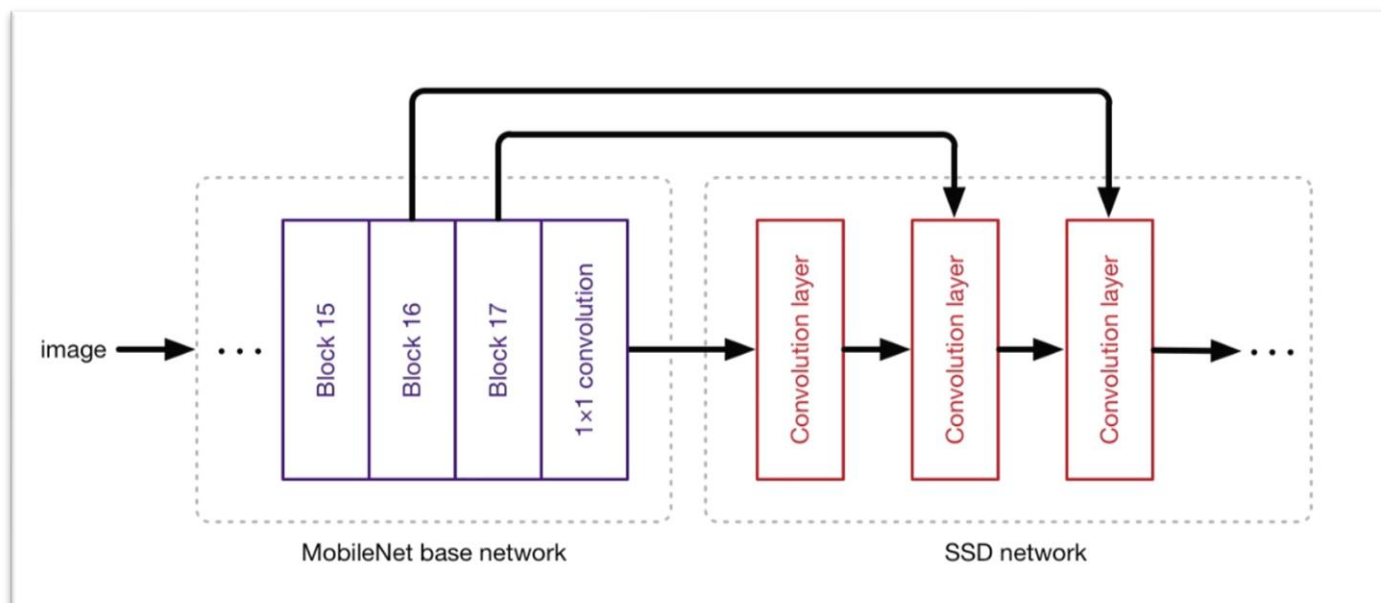 image
. . .
Block 15
Block 16
Block 17
1×1 convolution
Convolution layer
Convolution layer
Convolution layer
. . .
MobileNet base network
SSD network